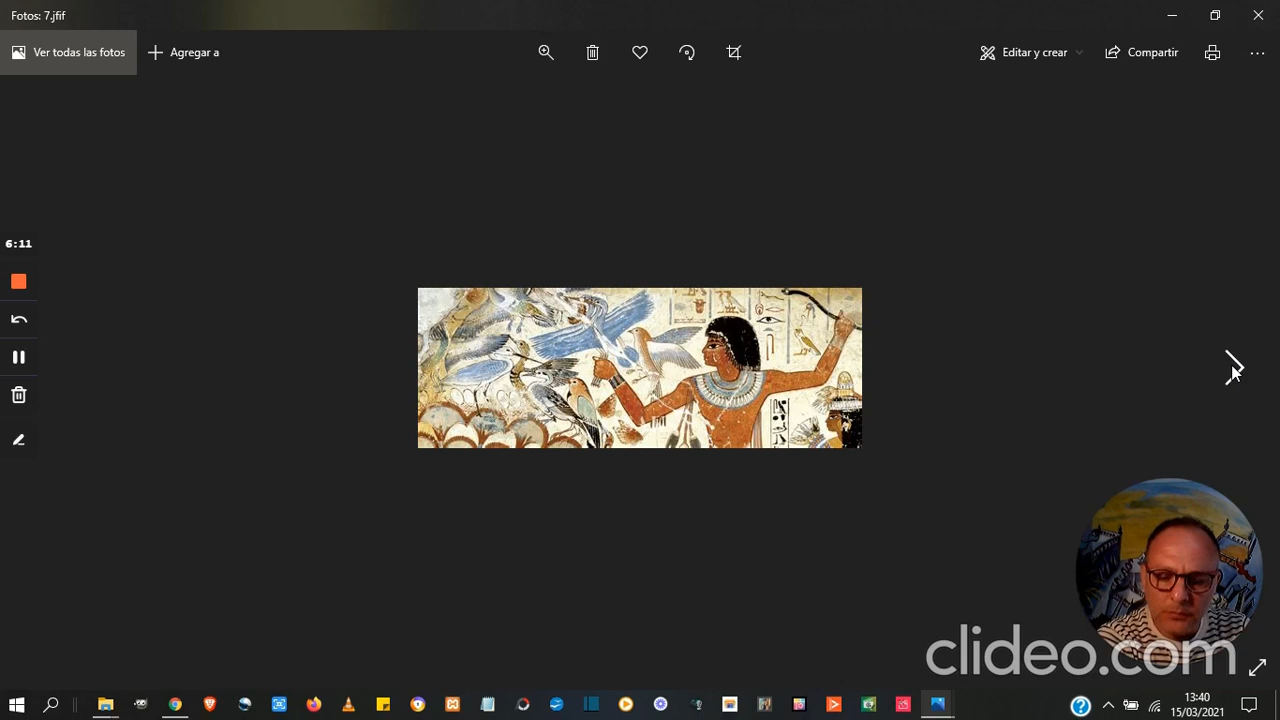 Fotos: 7.jfif
Ver todas las fotos
Agregar a
Editar y crear
Compartir
6:11
clideo.com
13:40
15/03/2021